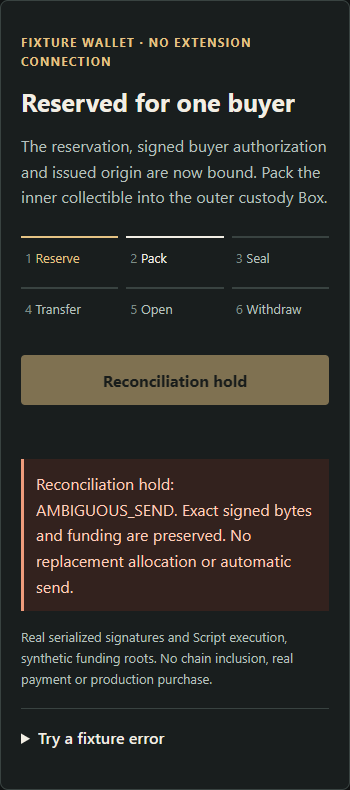 FIXTURE WALLET · NO EXTENSION
CONNECTION
Reserved for one buyer
The reservation, signed buyer authorization
and issued origin are now bound. Pack the
inner collectible into the outer custody Box.
1 Reserve
2 Pack
3 Seal
4 Transfer
5 Open
6 Withdraw
Reconciliation hold
Reconciliation hold:
AMBIGUOUS_SEND. Exact signed bytes
and funding are preserved. No
replacement allocation or automatic
send.
Real serialized signatures and Script execution,
synthetic funding roots. No chain inclusion, real
payment or production purchase.
Try a fixture error